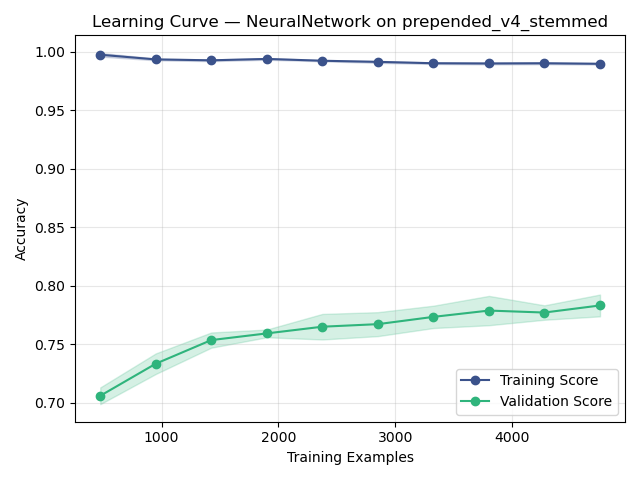 Learning Curve — NeuralNetwork on prepended_v4_stemmed
1.00
0.95
0.90
0.85
0.80
0.75
0.70
Accuracy
Training Score
Validation Score
1000 2000 3000 4000
Training Examples